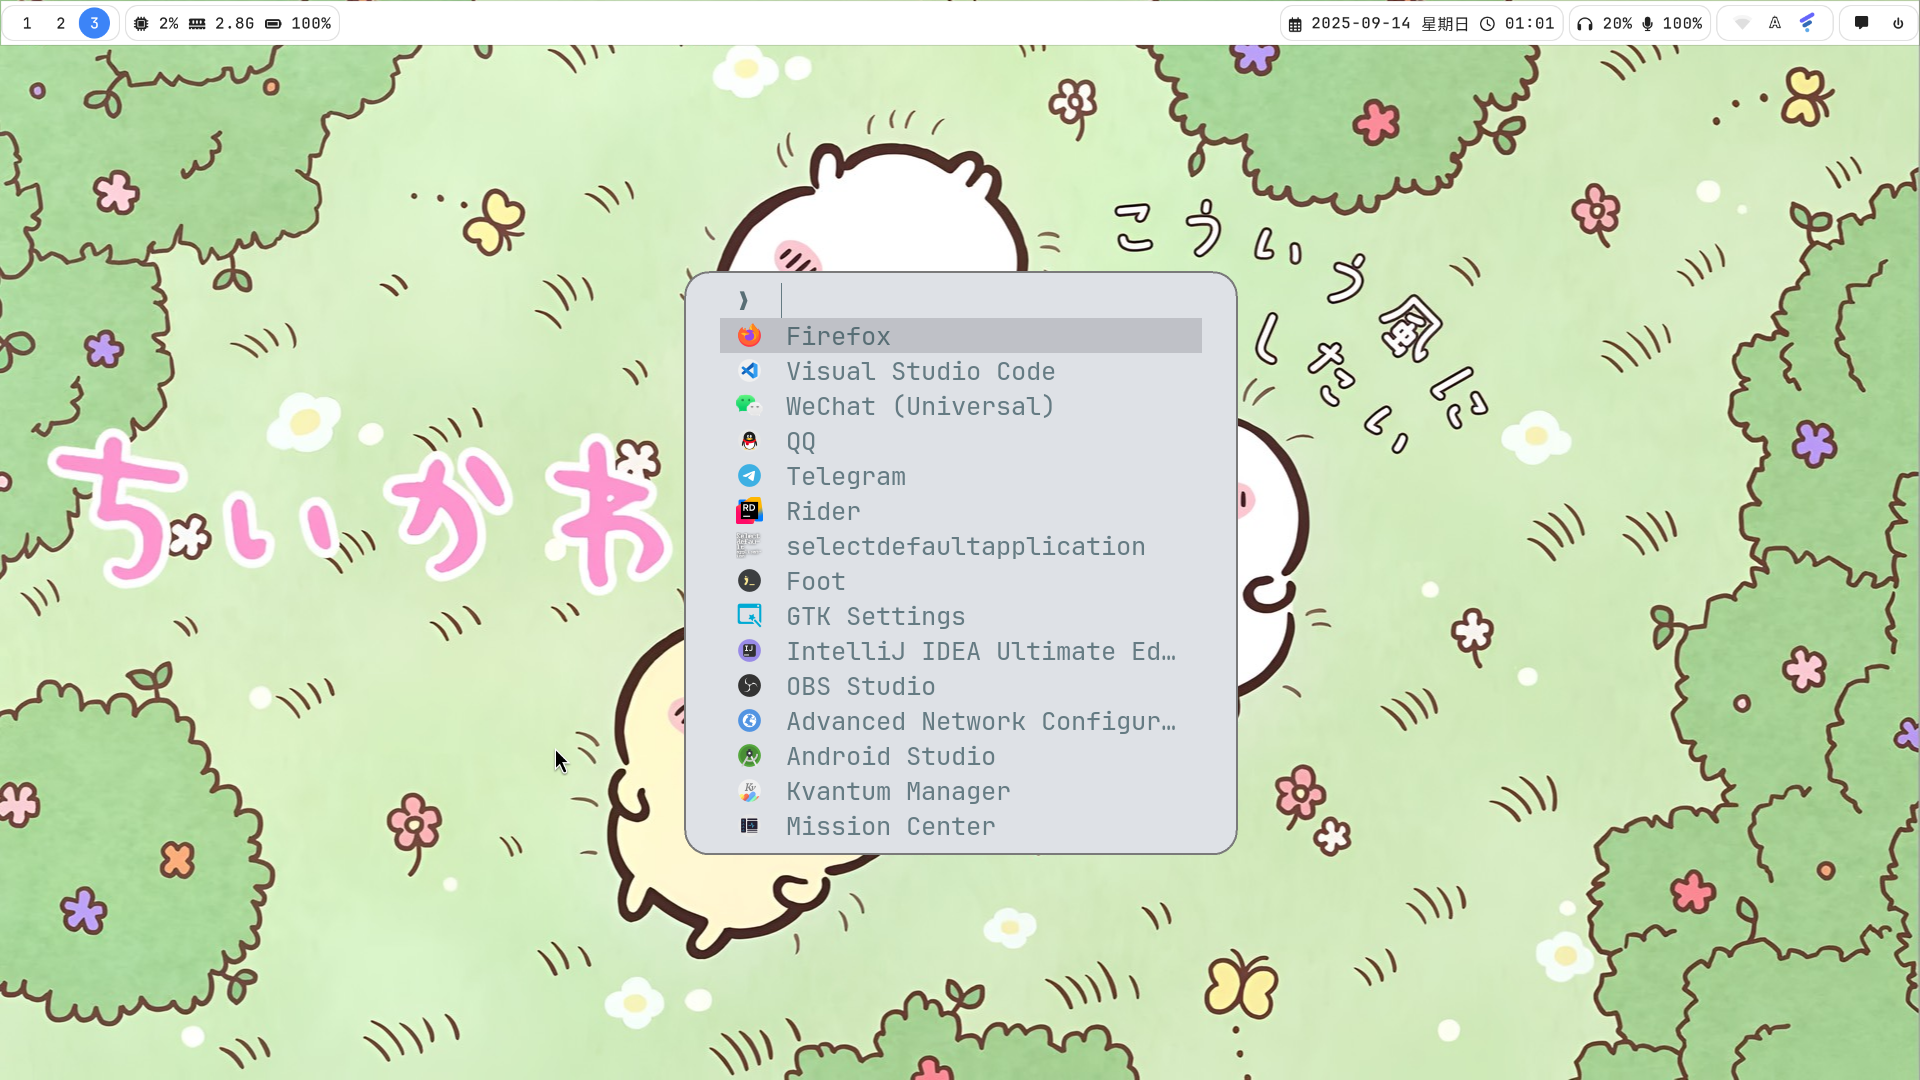 1 2 3 2% 2.8G 100% 2025-09-14 星期日 01:01 20% 100% A
こういう風に
したい
ちいかわ
Firefox
Visual Studio Code
WeChat (Universal)
QQ
Telegram
RD Rider
selectdefaultapplication
Foot
GTK Settings
IJ IntelliJ IDEA Ultimate Ed…
OBS Studio
Advanced Network Configur…
Android Studio
Kv Kvantum Manager
Mission Center